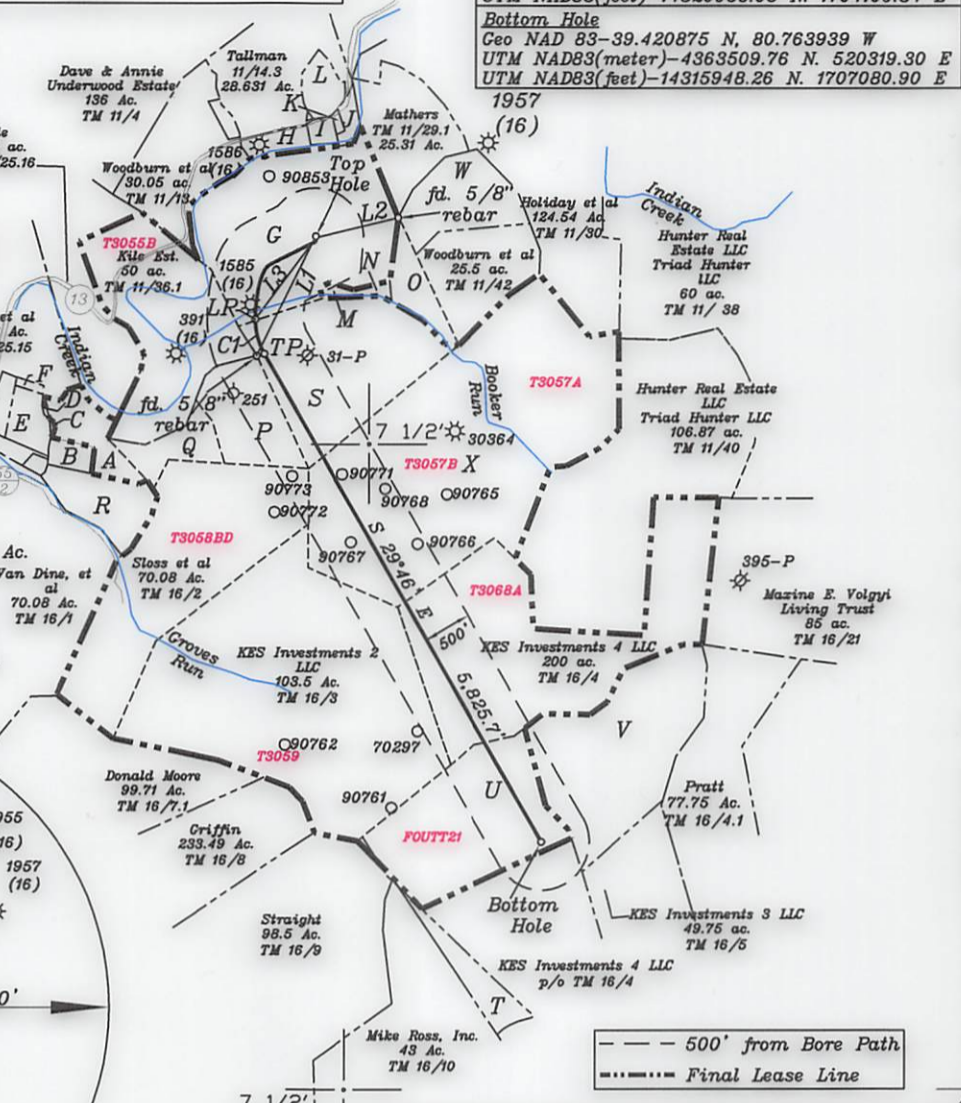 Bottom Hole
Geo NAD 83-39.420875 N, 80.763939 W
UTM NAD83(meter)-4363509.76 N. 520319.30 E
UTM NAD83(feet)-14315948.26 N. 1707080.90 E
1957
(16)
Tallman
11/14.3
28.631 Ac.
L
Dave & Annie
Underwood Estate
136 Ac.
TM 11/4
K
H
I
J
Mathers
TM 11/29.1
25.31 Ac.
ac.
25.16
1586
(16)
Woodburn et al
30.05 ac.
TM 11/13
90853
Top
Hole
W
fd. 5/8"
rebar
L2
Holiday et al
124.54 Ac.
TM 11/30
Indian
Creek
Hunter Real
Estate LLC
Triad Hunter
LLC
60 ac.
TM 11/ 38
T3055B
Kile Est.
50 ac.
TM 11/36.1
G
1585
(16)
L3
L1
N
O
Woodburn et al
25.5 ac.
TM 11/42
13
LP
M
391
(16)
et al
Ac.
25.15
Indian
Creek
C1
TP
31-P
F
D
C
E
B
A
fd. 5/8"
rebar
251
S
P
Q
Booker
Run
T3057A
Hunter Real Estate
LLC
Triad Hunter LLC
106.87 ac.
TM 11/40
7 1/2'
30364
T3057B
X
R
90773
90771
90768
90765
90772
T3058BD
90767
90766
S 29°46' E
5,825.7'
500'
Ac.
Van Dine, et
al
70.08 Ac.
TM 16/1
Sloss et al
70.08 Ac.
TM 16/2
T3068A
395-P
Maxine E. Volgyi
Living Trust
85 ac.
TM 16/21
Groves
Run
KES Investments 2
LLC
103.5 Ac.
TM 16/3
KES Investments 4 LLC
200 ac.
TM 16/4
V
90762
T3059
70297
Donald Moore
99.71 Ac.
TM 16/7.1
90761
U
Pratt
77.75 Ac.
TM 16/4.1
Griffin
233.49 Ac.
TM 16/8
FOUTT21
955
16)
1957
(16)
Straight
98.5 Ac.
TM 16/9
Bottom
Hole
KES Investments 3 LLC
49.75 ac.
TM 16/5
KES Investments 4 LLC
p/o TM 16/4
T
0'
Mike Ross, Inc.
43 Ac.
TM 16/10
500' from Bore Path
Final Lease Line
7 1/2'